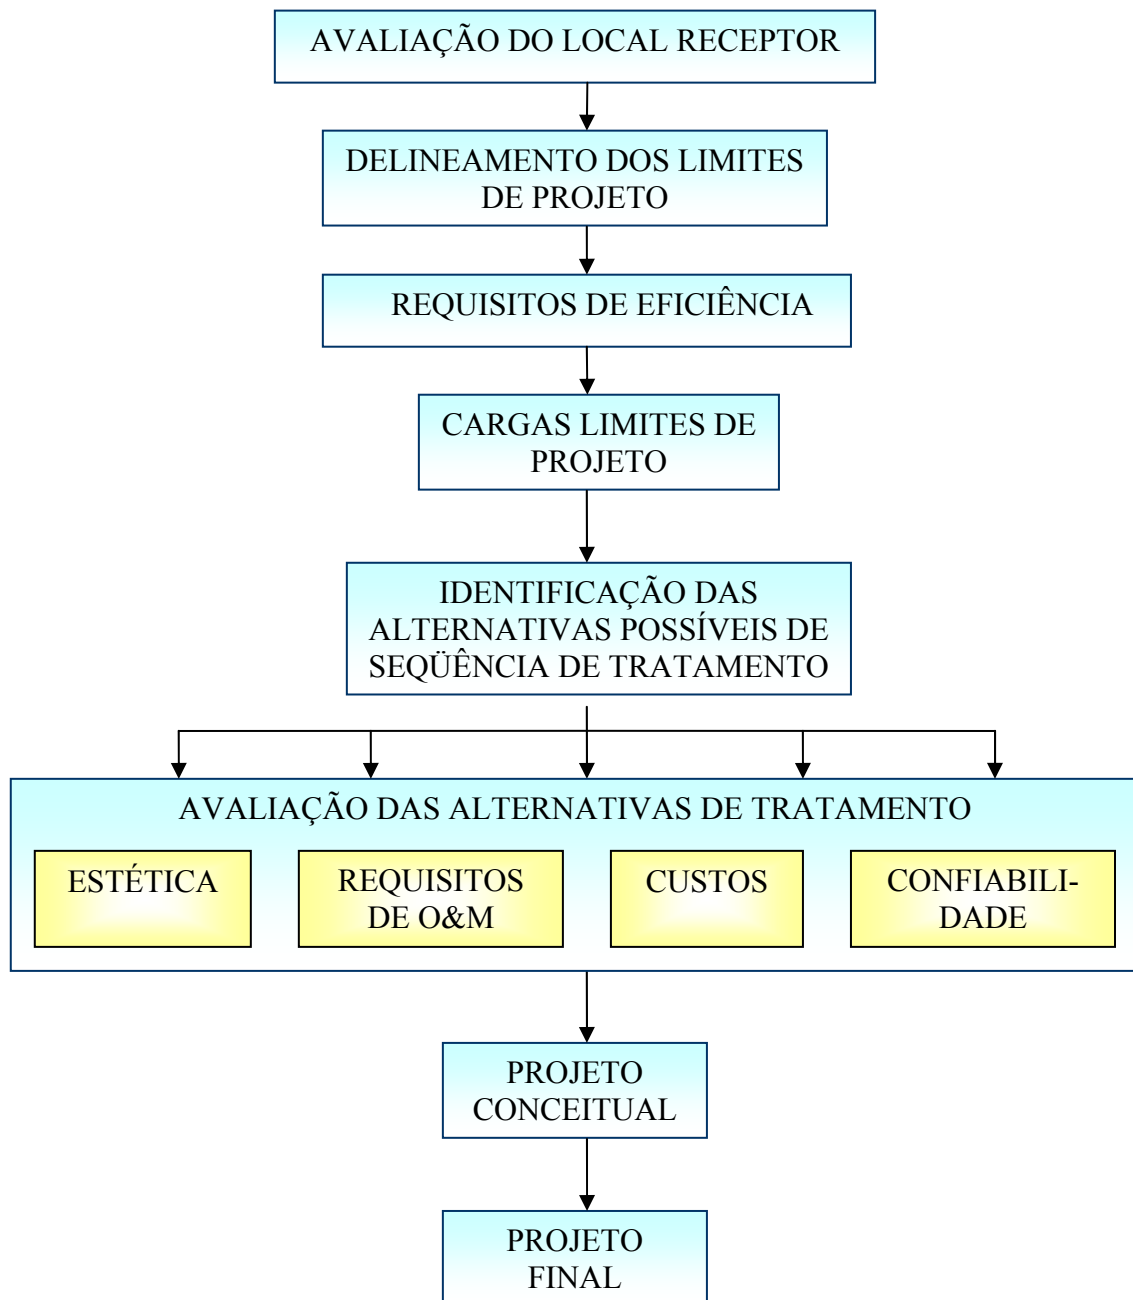 AVALIAÇÃO DO LOCAL RECEPTOR
DELINEAMENTO DOS LIMITES
DE PROJETO
REQUISITOS DE EFICIÊNCIA
CARGAS LIMITES DE
PROJETO
IDENTIFICAÇÃO DAS
ALTERNATIVAS POSSÍVEIS DE
SEQÜÊNCIA DE TRATAMENTO
AVALIAÇÃO DAS ALTERNATIVAS DE TRATAMENTO
ESTÉTICA
REQUISITOS
DE O&M
CUSTOS
CONFIABILI-
DADE
PROJETO
CONCEITUAL
PROJETO
FINAL